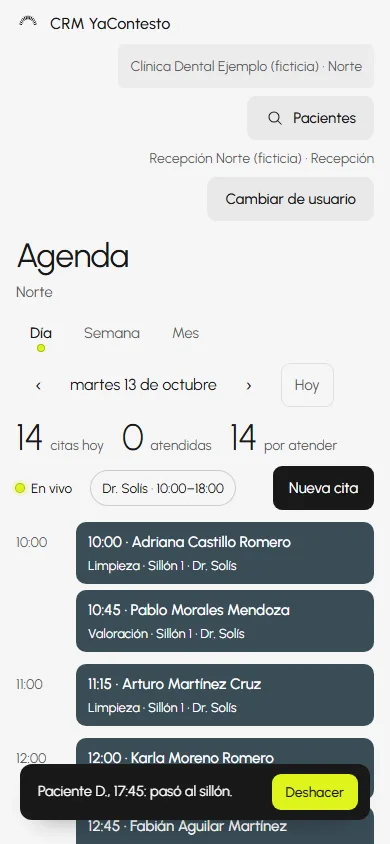 CRM YaContesto
Clínica Dental Ejemplo (ficticia) · Norte
Pacientes
Recepción Norte (ficticia) · Recepción
Cambiar de usuario
Agenda
Norte
Día Semana Mes
‹ martes 13 de octubre › Hoy
14 citas hoy 0 atendidas 14 por atender
En vivo Dr. Solís · 10:00–18:00 Nueva cita
10:00 10:00 · Adriana Castillo Romero
Limpieza · Sillón 1 · Dr. Solís
10:45 · Pablo Morales Mendoza
Valoración · Sillón 1 · Dr. Solís
11:00 11:15 · Arturo Martínez Cruz
Limpieza · Sillón 1 · Dr. Solís
12:00 12:00 · Karla Moreno Romero
Paciente D., 17:45: pasó al sillón. Deshacer
12:45 · Fabián Aguilar Martínez